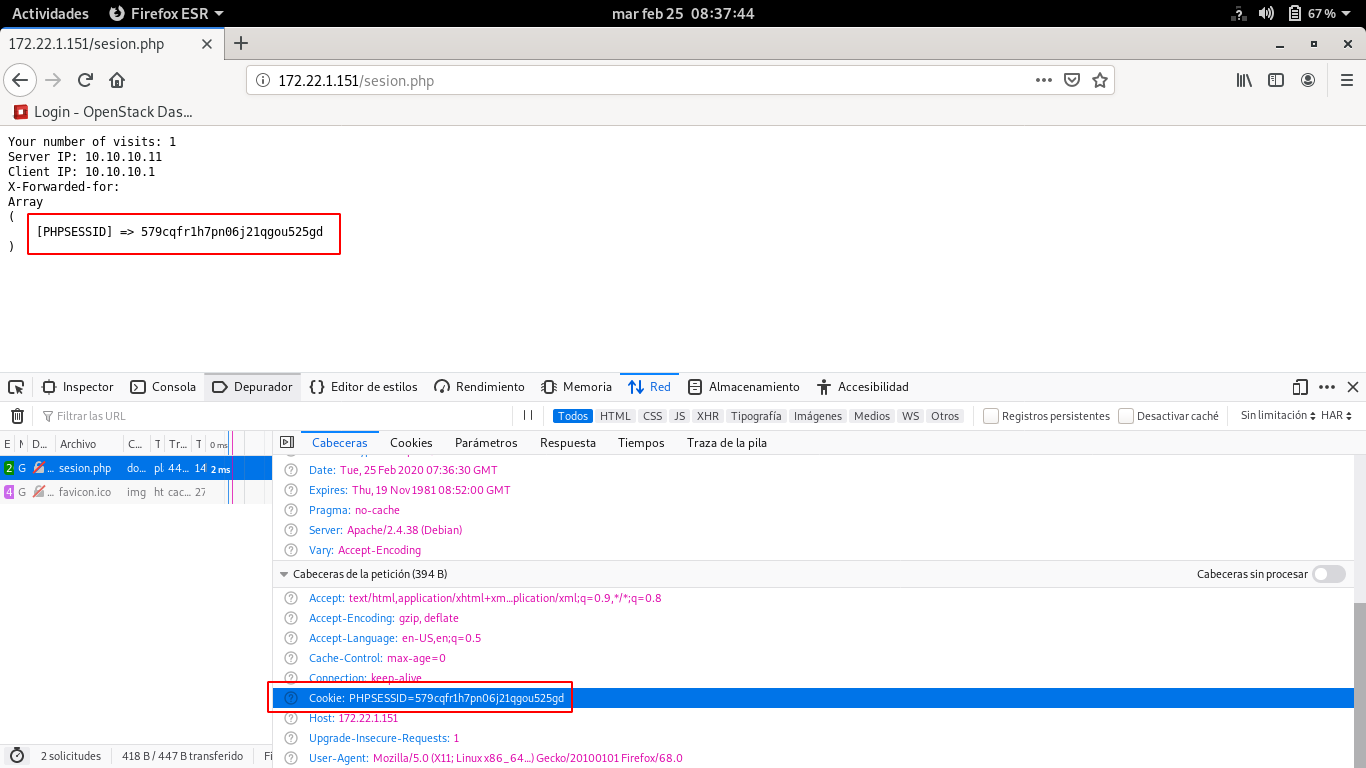 Actividades Firefox ESR mar feb 25 08:37:44 67 %
172.22.1.151/sesion.php
172.22.1.151/sesion.php
Login - OpenStack Das...
Your number of visits: 1
Server IP: 10.10.10.11
Client IP: 10.10.10.1
X-Forwarded-for:
Array
(
[PHPSESSID] => 579cqfr1h7pn06j21qgou525gd
)
Inspector Consola Depurador Editor de estilos Rendimiento Memoria Red Almacenamiento Accesibilidad
Filtrar las URL Todos HTML CSS JS XHR Tipografía Imágenes Medios WS Otros Registros persistentes Desactivar caché Sin limitación HAR
E M D... Archivo C... T Tr... T 0 ms Cabeceras Cookies Parámetros Respuesta Tiempos Traza de la pila
2 G ... sesion.php do... pl 44... 14 2 ms
4 G ... favicon.ico img ht cac... 27
Date: Tue, 25 Feb 2020 07:36:30 GMT
Expires: Thu, 19 Nov 1981 08:52:00 GMT
Pragma: no-cache
Server: Apache/2.4.38 (Debian)
Vary: Accept-Encoding
Cabeceras de la petición (394 B) Cabeceras sin procesar
Accept: text/html,application/xhtml+xm...plication/xml;q=0.9,*/*;q=0.8
Accept-Encoding: gzip, deflate
Accept-Language: en-US,en;q=0.5
Cache-Control: max-age=0
Connection: keep-alive
Cookie: PHPSESSID=579cqfr1h7pn06j21qgou525gd
Host: 172.22.1.151
Upgrade-Insecure-Requests: 1
User-Agent: Mozilla/5.0 (X11; Linux x86_64...) Gecko/20100101 Firefox/68.0
2 solicitudes 418 B / 447 B transferido Fi